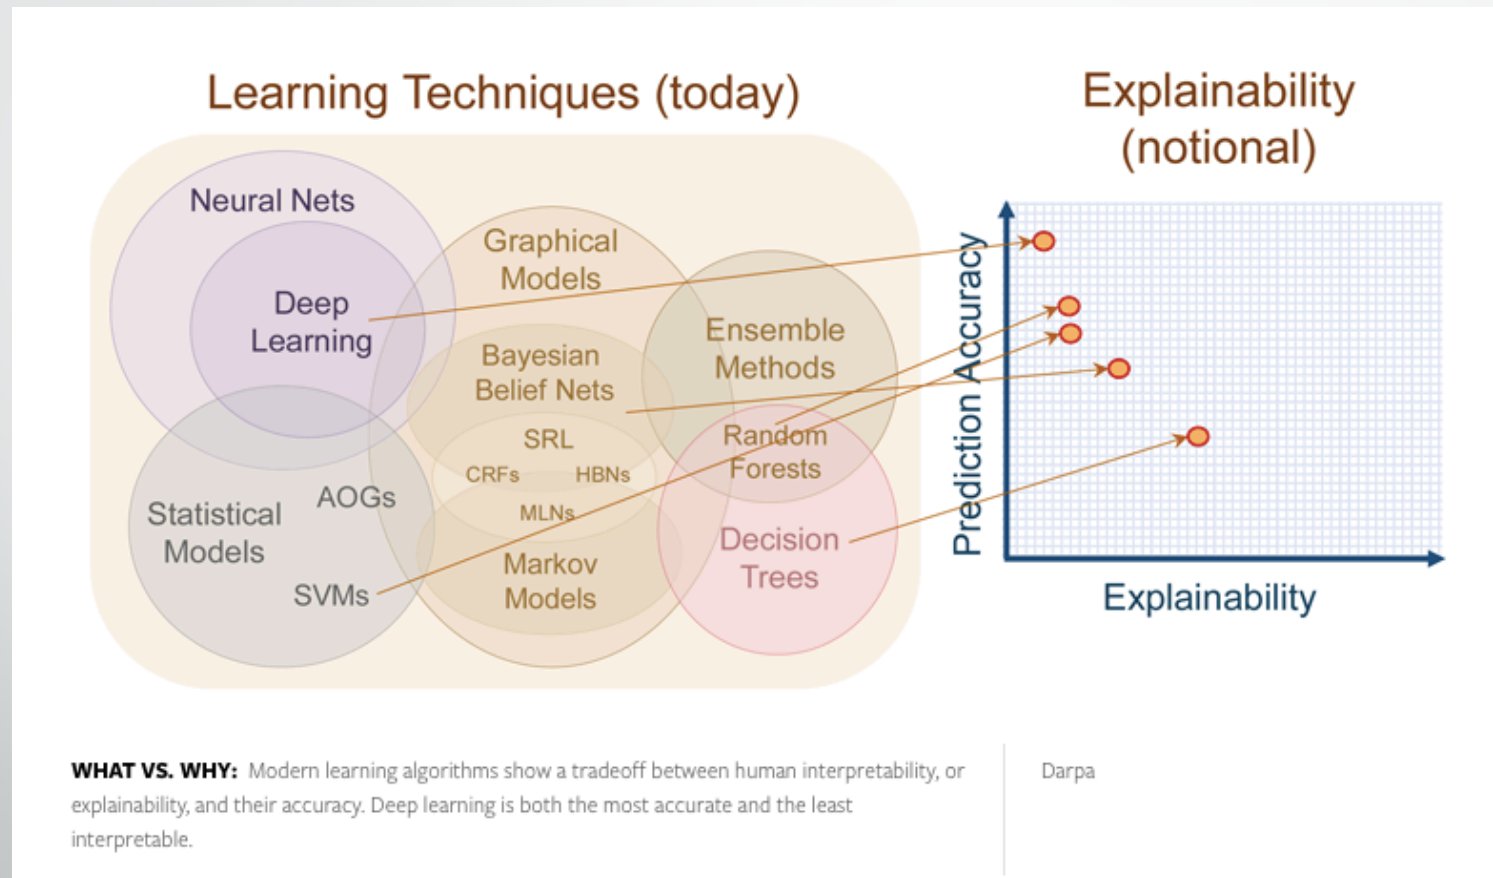 Learning Techniques (today)
Neural Nets
Deep
Learning
Graphical
Models
Bayesian
Belief Nets
SRL
CRFs
HBNs
MLNs
Markov
Models
Ensemble
Methods
Random
Forests
Decision
Trees
Statistical
Models
AOGs
SVMs
Explainability
(notional)
Prediction Accuracy
Explainability
WHAT VS. WHY: Modern learning algorithms show a tradeoff between human interpretability, or
explainability, and their accuracy. Deep learning is both the most accurate and the least
interpretable.
Darpa